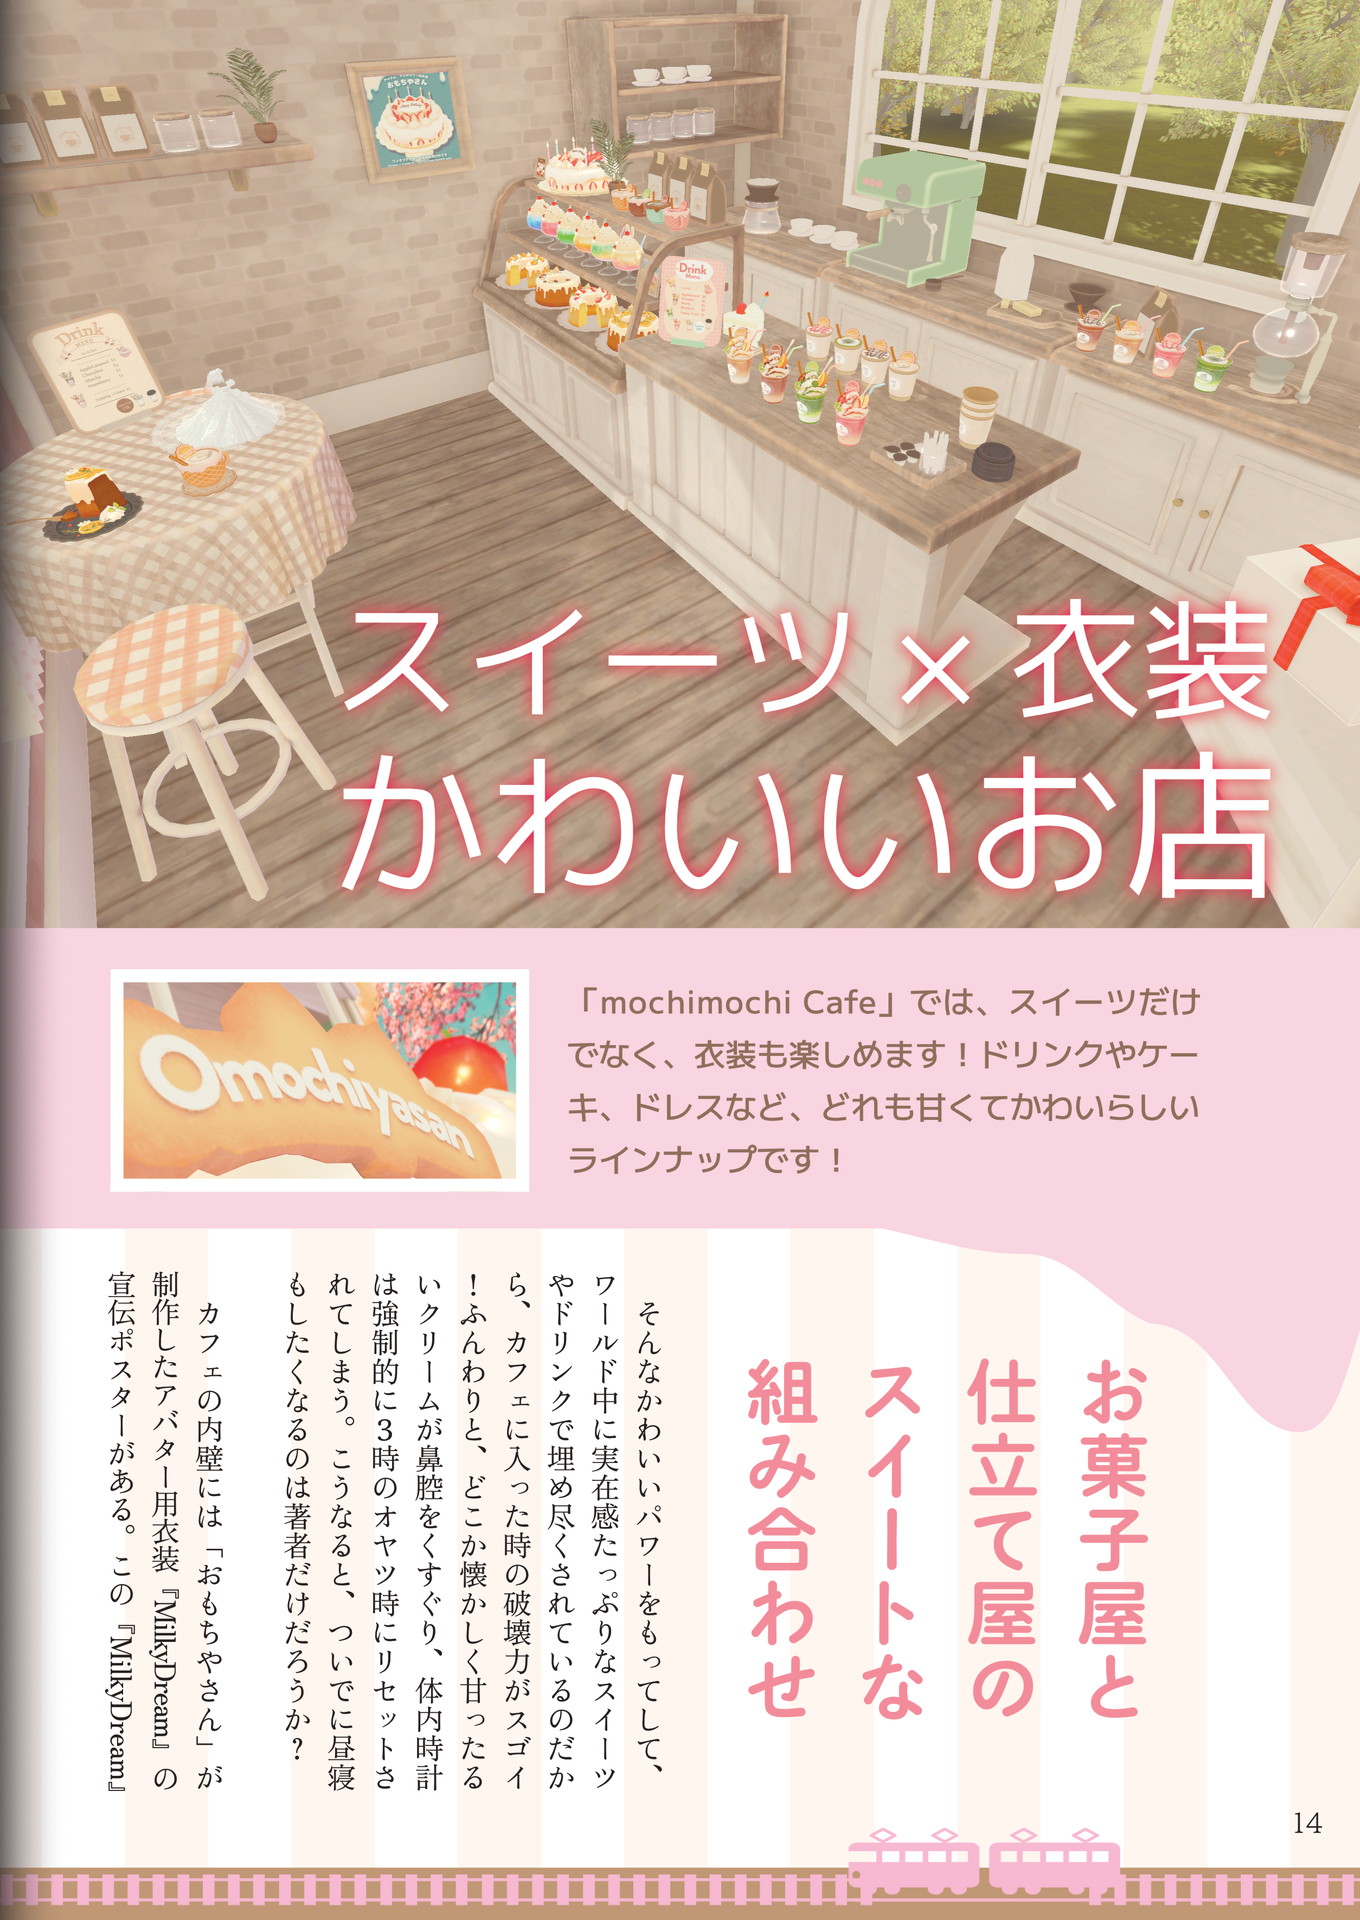 おもちやさん
Drink
Menu
Drink
MENU
スイーツ×衣装
かわいいお店
Omochiyasan
「mochimochi Cafe」では、スイーツだけ
でなく、衣装も楽しめます！ドリンクやケー
キ、ドレスなど、どれも甘くてかわいらしい
ラインナップです！
お菓子屋と
仕立て屋の
スイートな
組み合わせ
そんなかわいいパワーをもってして、
ワールド中に実在感たっぷりなスイーツ
やドリンクで埋め尽くされているのだか
ら、カフェに入った時の破壊力がスゴイ
！ふんわりと、どこか懐かしく甘ったる
いクリームが鼻腔をくすぐり、体内時計
は強制的に３時のオヤツ時にリセットさ
れてしまう。こうなると、ついでに昼寝
もしたくなるのは著者だけだろうか？
カフェの内壁には「おもちやさん」が
制作したアバター用衣装『MilkyDream』の
宣伝ポスターがある。この『MilkyDream』
14